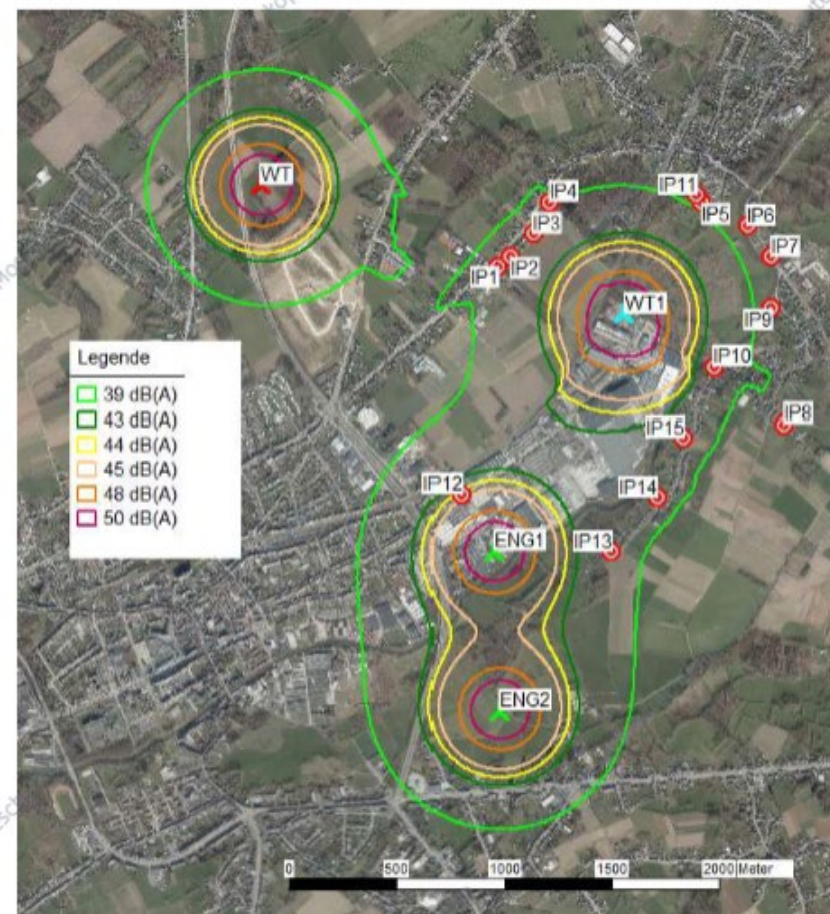 WT
IP4
IP11
IP3
IP5
IP6
IP1
IP2
IP7
WT1
IP9
Legende
39 dB(A)
43 dB(A)
44 dB(A)
45 dB(A)
48 dB(A)
50 dB(A)
IP10
IP8
IP15
IP12
IP14
ENG1
IP13
ENG2
0 500 1000 1500 2000 Meter